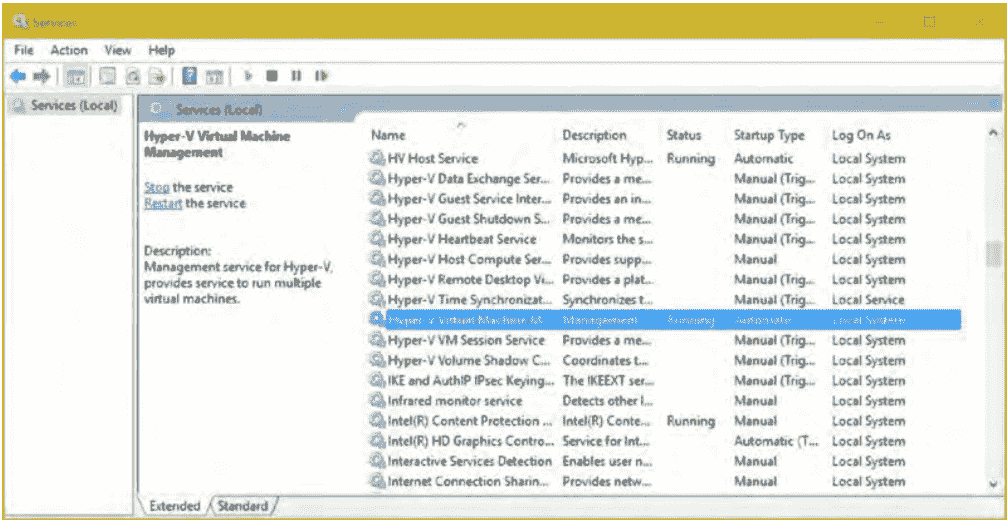 Services
File Action View Help
Services (Local)
Services (Local)
Hyper-V Virtual Machine
Management
Stop the service
Restart the service
Description:
Management service for Hyper-V,
provides service to run multiple
virtual machines.
Name Description Status Startup Type Log On As
HV Host Service Microsoft Hyp... Running Automatic Local System
Hyper-V Data Exchange Ser... Provides a me... Manual (Trig... Local System
Hyper-V Guest Service Inter... Provides an in... Manual (Trig... Local System
Hyper-V Guest Shutdown S... Provides a me... Manual (Trig... Local System
Hyper-V Heartbeat Service Monitors the s... Manual (Trig... Local System
Hyper-V Host Compute Ser... Provides supp... Manual Local System
Hyper-V Remote Desktop Vi... Provides a plat... Manual (Trig... Local System
Hyper-V Time Synchronizat... Synchronizes t... Manual (Trig... Local Service
Hyper-V Virtual Machine M... Management Running Automatic Local System
Hyper-V VM Session Service Provides a me... Manual (Trig... Local System
Hyper-V Volume Shadow C... Coordinates t... Manual (Trig... Local System
IKE and AuthIP IPsec Keying... The IKEEXT ser... Manual (Trig... Local System
Infrared monitor service Detects other I... Manual Local System
Intel(R) Content Protection ... Intel(R) Conte... Running Manual Local System
Intel(R) HD Graphics Contro... Service for Int... Automatic (T... Local System
Interactive Services Detection Enables user n... Manual Local System
Internet Connection Sharin... Provides netw... Manual Local System
Extended Standard